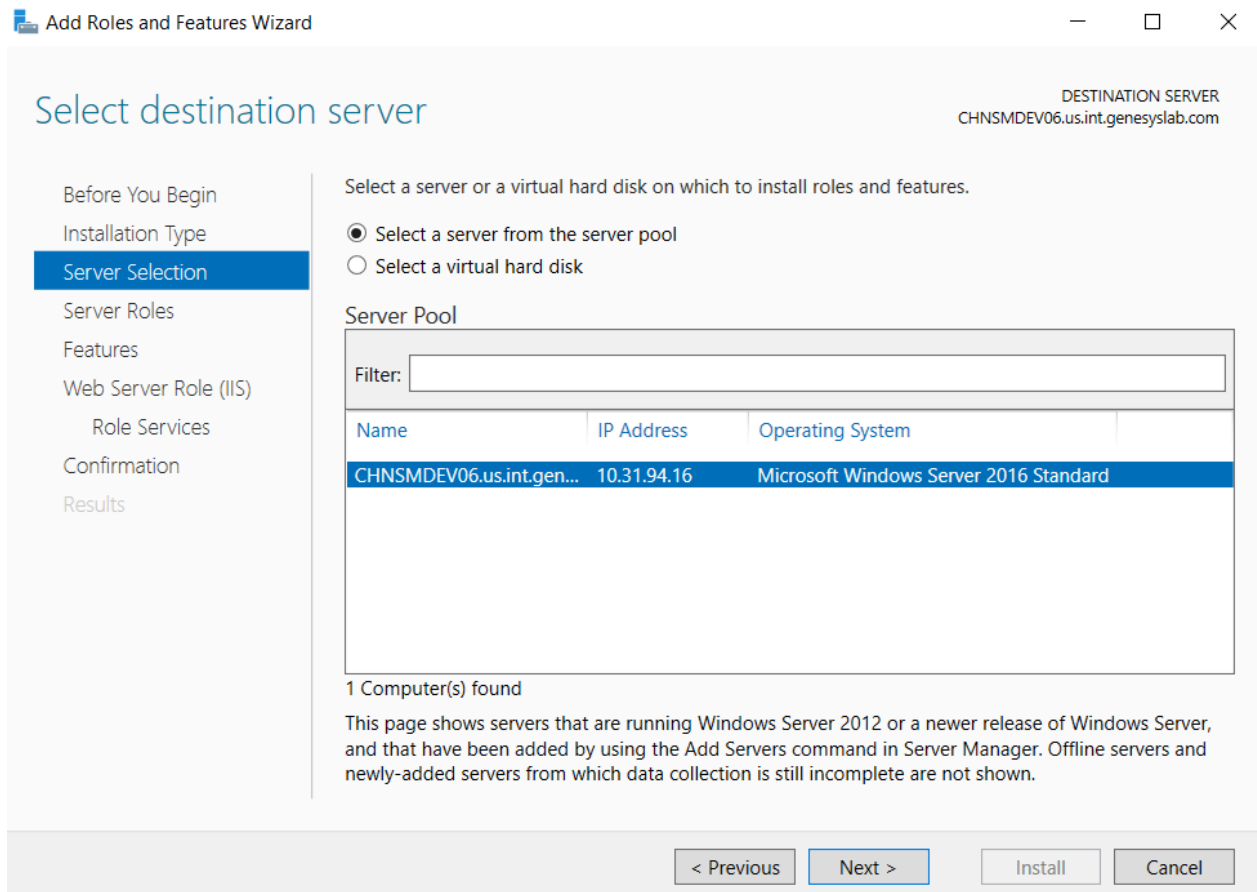 Add Roles and Features Wizard
Select destination server
DESTINATION SERVER
CHNSMDEV06.us.int.genesyslab.com
Before You Begin
Installation Type
Server Selection
Server Roles
Features
Web Server Role (IIS)
Role Services
Confirmation
Results
Select a server or a virtual hard disk on which to install roles and features.
Select a server from the server pool
Select a virtual hard disk
Server Pool
Filter:
Name IP Address Operating System
CHNSMDEV06.us.int.gen... 10.31.94.16 Microsoft Windows Server 2016 Standard
1 Computer(s) found
This page shows servers that are running Windows Server 2012 or a newer release of Windows Server,
and that have been added by using the Add Servers command in Server Manager. Offline servers and
newly-added servers from which data collection is still incomplete are not shown.
< Previous Next > Install Cancel